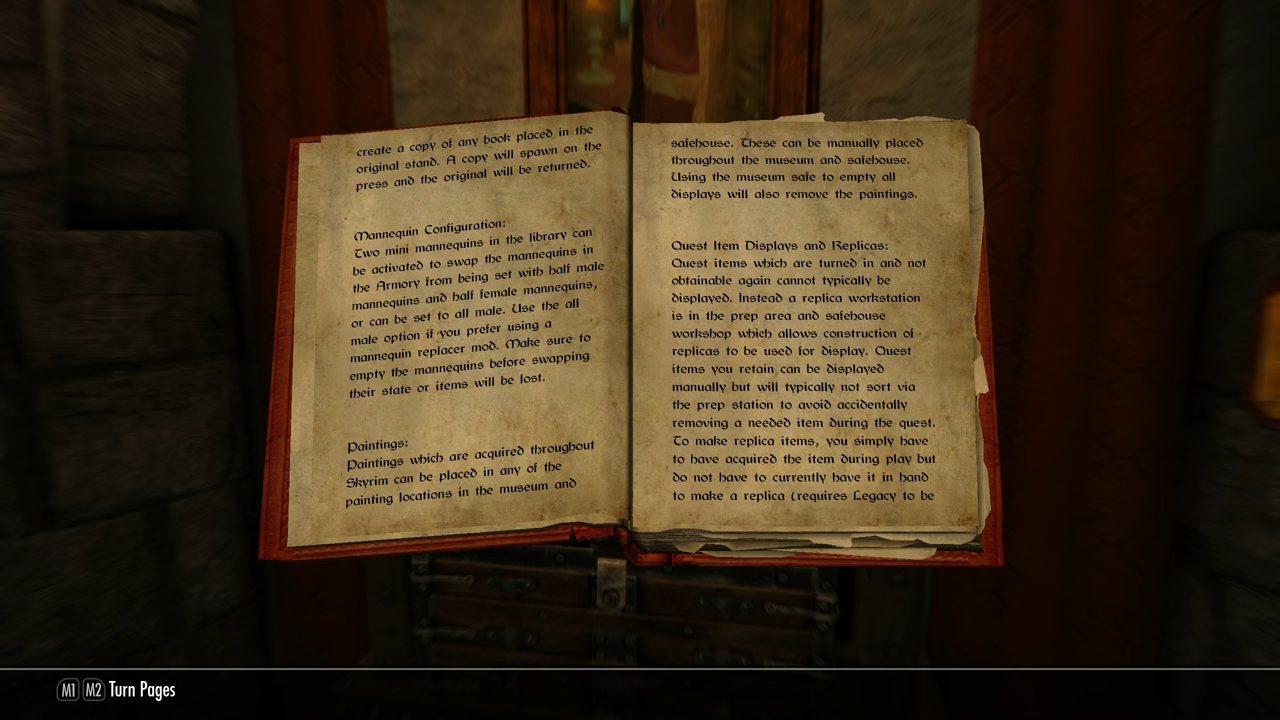 create a copy of any book placed in the
original stand. A copy will spawn on the
press and the original will be returned.
Mannequin Configuration:
Two mini mannequins in the library can
be activated to swap the mannequins in
the Armory from being set with half male
mannequins and half female mannequins,
or can be set to all male. Use the all
male option if you prefer using a
mannequin replacer mod. Make sure to
empty the mannequins before swapping
their state or items will be lost.
Paintings:
Paintings which are acquired throughout
Skyrim can be placed in any of the
painting locations in the museum and
safehouse. These can be manually placed
throughout the museum and safehouse.
Using the museum safe to empty all
displays will also remove the paintings.
Quest Item Displays and Replicas:
Quest items which are turned in and not
obtainable again cannot typically be
displayed. Instead a replica workstation
is in the prep area and safehouse
workshop which allows construction of
replicas to be used for display. Quest
items you retain can be displayed
manually but will typically not sort via
the prep station to avoid accidentally
removing a needed item during the quest.
To make replica items, you simply have
to have acquired the item during play but
do not have to currently have it in hand
to make a replica (requires Legacy to be
M1 M2 Turn Pages